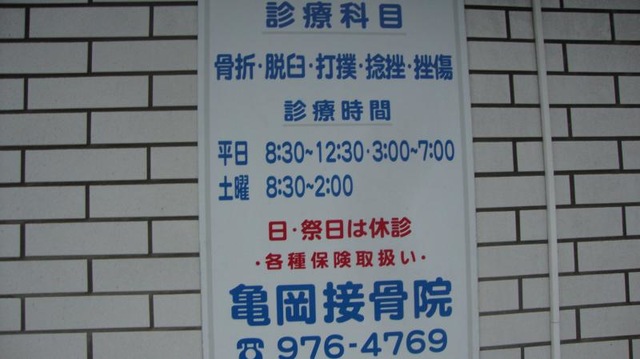 診療科目
骨折・脱臼・打撲・捻挫・挫傷
診療時間
平日 8:30~12:30・3:00~7:00
土曜 8:30~2:00
日・祭日は休診
・各種保険取扱い・
亀岡接骨院
☎976-4769